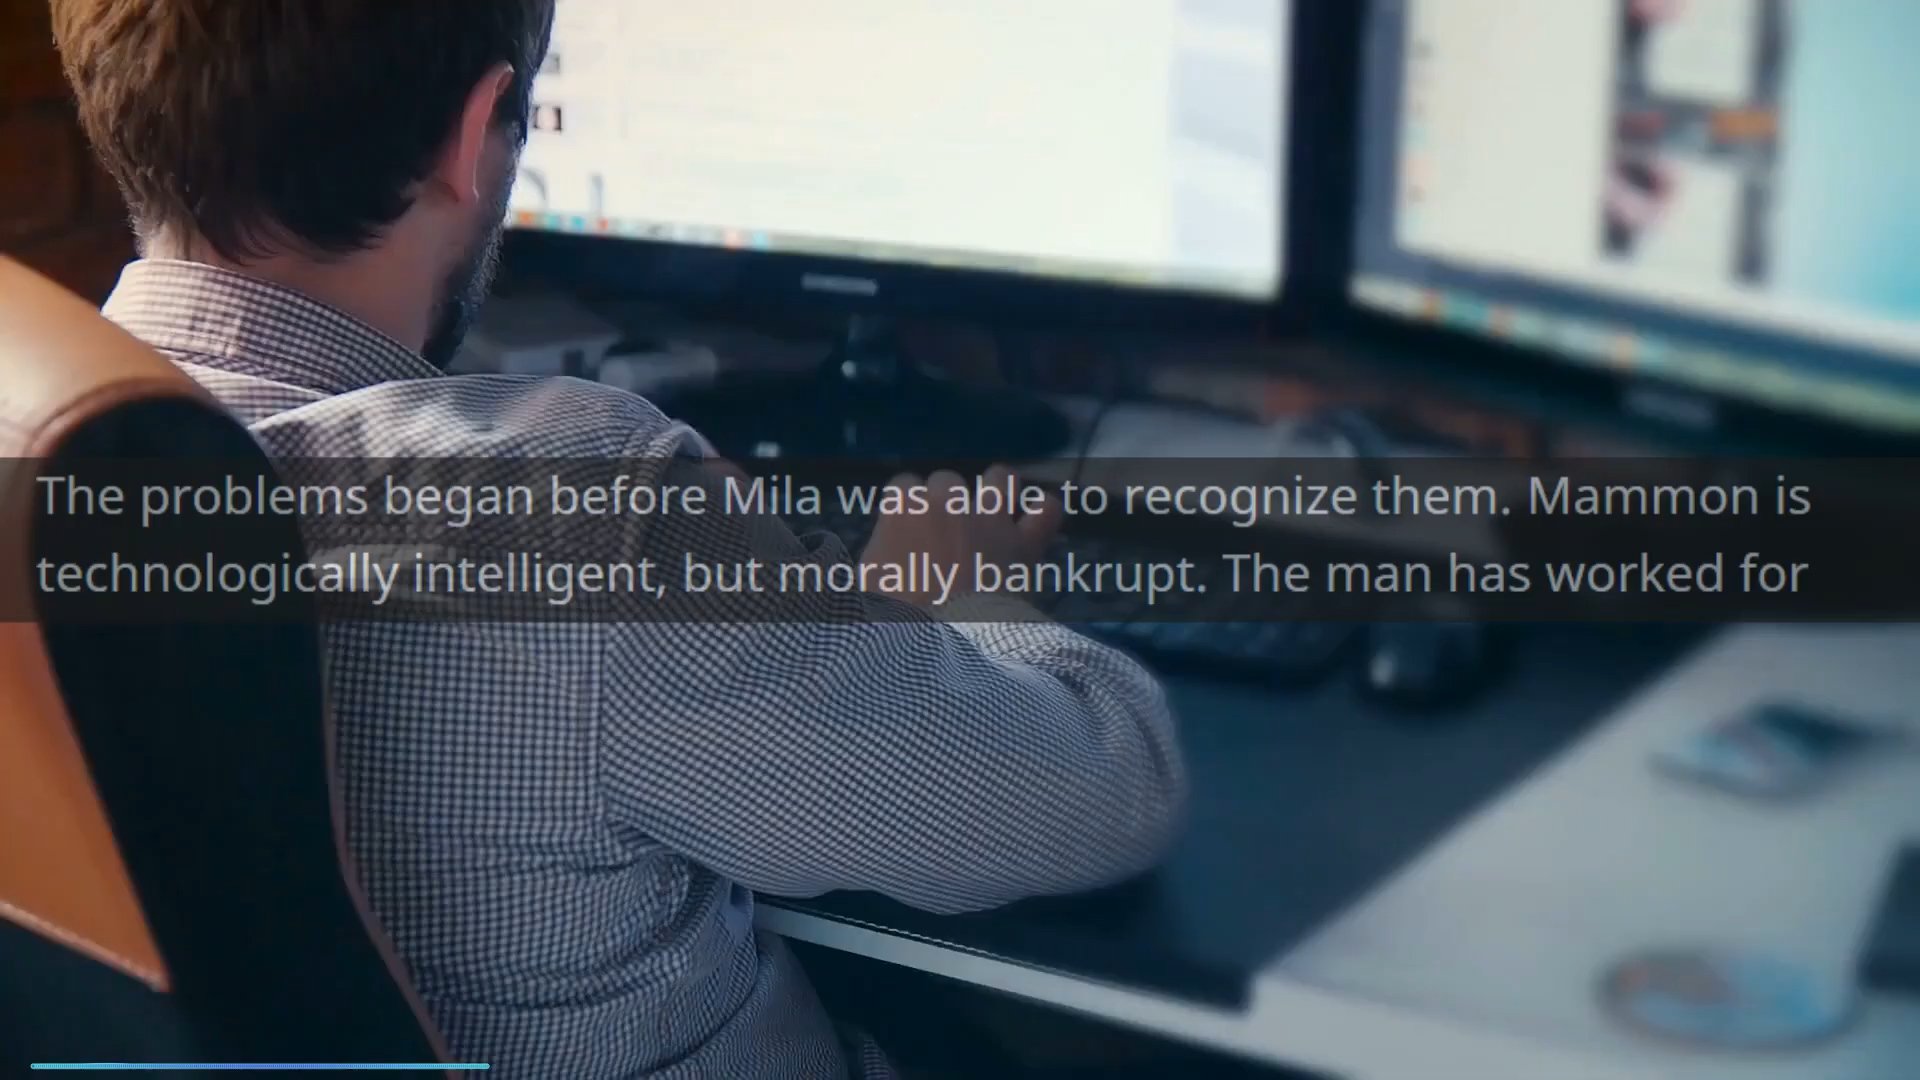 The problems began before Mila was able to recognize them. Mammon is
technologically intelligent, but morally bankrupt. The man has worked for